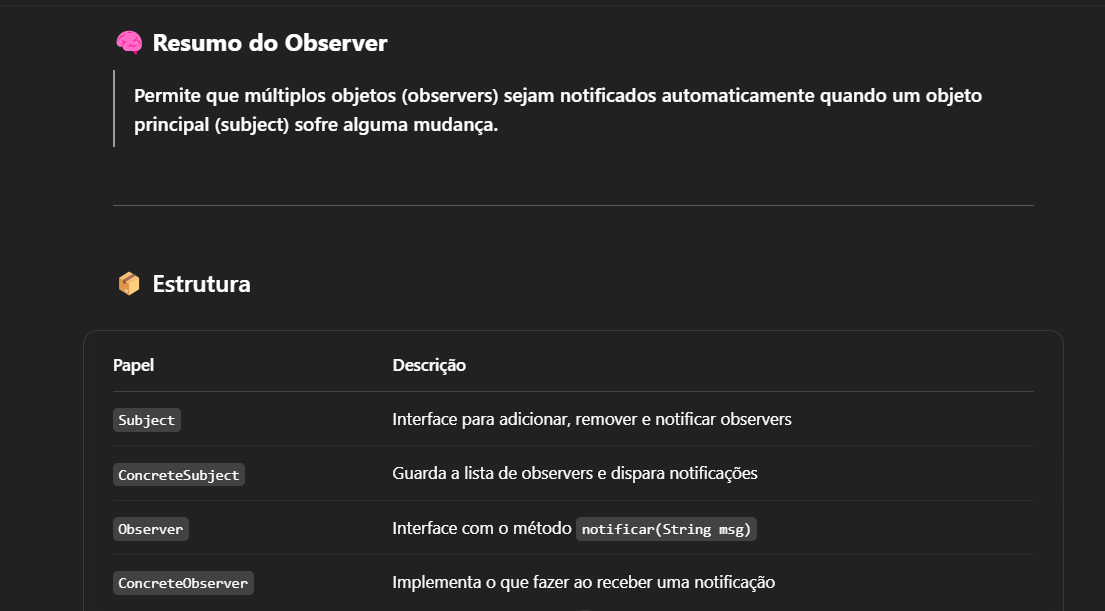 🧠 Resumo do Observer
Permite que múltiplos objetos (observers) sejam notificados automaticamente quando um objeto
principal (subject) sofre alguma mudança.
📦 Estrutura
Papel Descrição
Subject Interface para adicionar, remover e notificar observers
ConcreteSubject Guarda a lista de observers e dispara notificações
Observer Interface com o método notificar(String msg)
ConcreteObserver Implementa o que fazer ao receber uma notificação